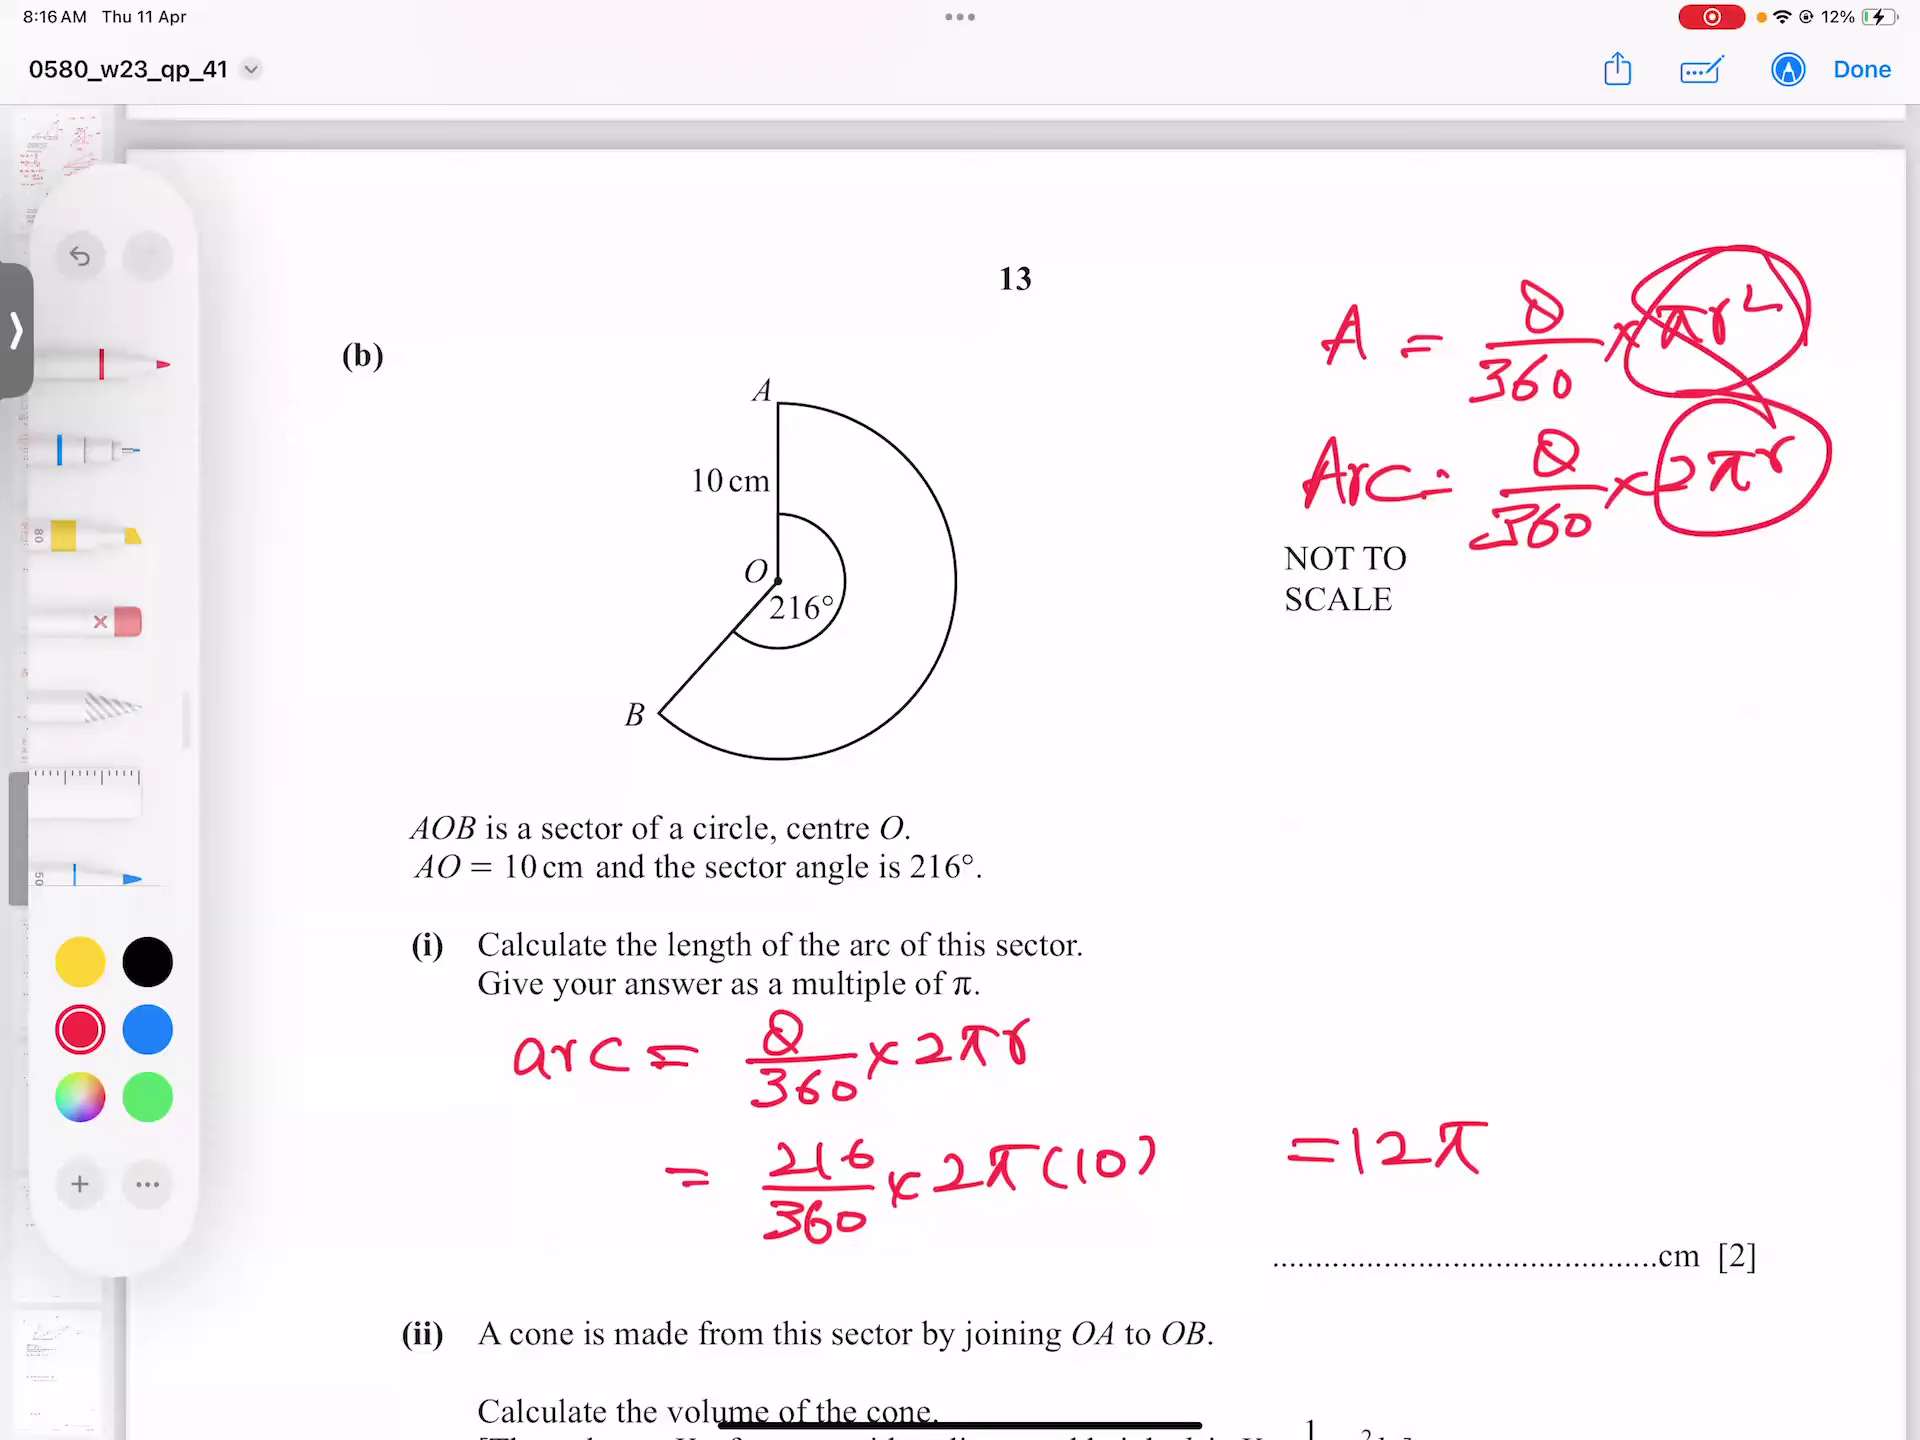 8:16 AM Thu 11 Apr
12%
0580_w23_qp_41
Done
13
A = θ/360 × πr²
Arc = θ/360 × 2πr
(b)
A
10 cm
O
216°
B
NOT TO
SCALE
AOB is a sector of a circle, centre O.
AO = 10 cm and the sector angle is 216°.
(i) Calculate the length of the arc of this sector.
Give your answer as a multiple of π.
arc = θ/360 × 2πr
= 216/360 × 2π(10) = 12π
..........................................cm [2]
(ii) A cone is made from this sector by joining OA to OB.
Calculate the volume of the cone.
80
50